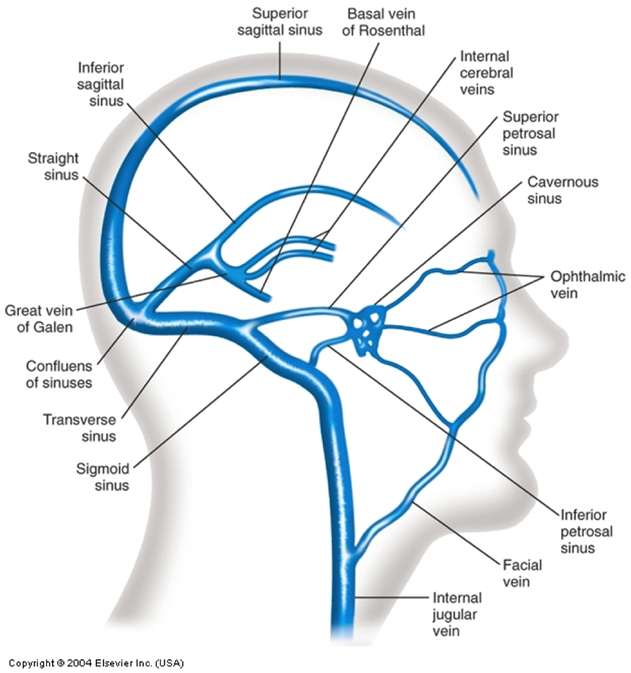 Superior
sagittal sinus
Basal vein
of Rosenthal
Internal
cerebral
veins
Inferior
sagittal
sinus
Superior
petrosal
sinus
Straight
sinus
Cavernous
sinus
Ophthalmic
vein
Great vein
of Galen
Confluens
of sinuses
Transverse
sinus
Sigmoid
sinus
Inferior
petrosal
sinus
Facial
vein
Internal
jugular
vein
Copyright © 2004 Elsevier Inc. (USA)